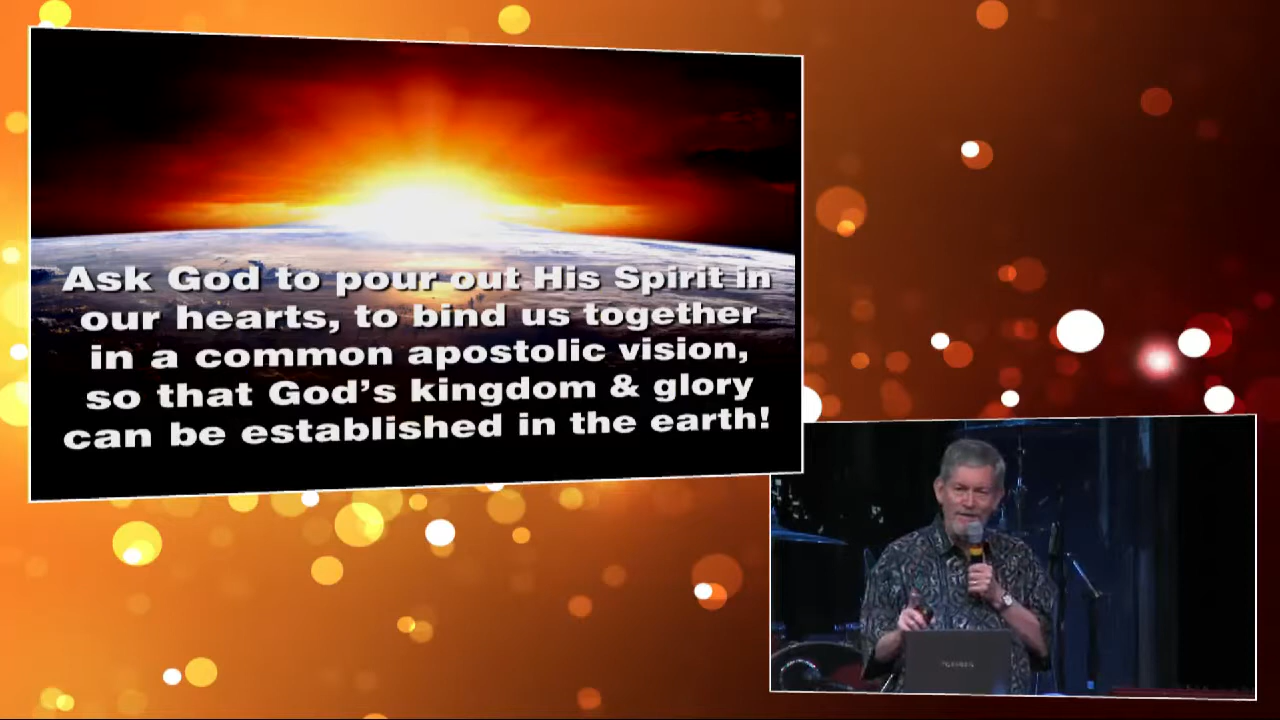 Ask God to pour out His Spirit in
our hearts, to bind us together
in a common apostolic vision,
so that God's kingdom & glory
can be established in the earth!